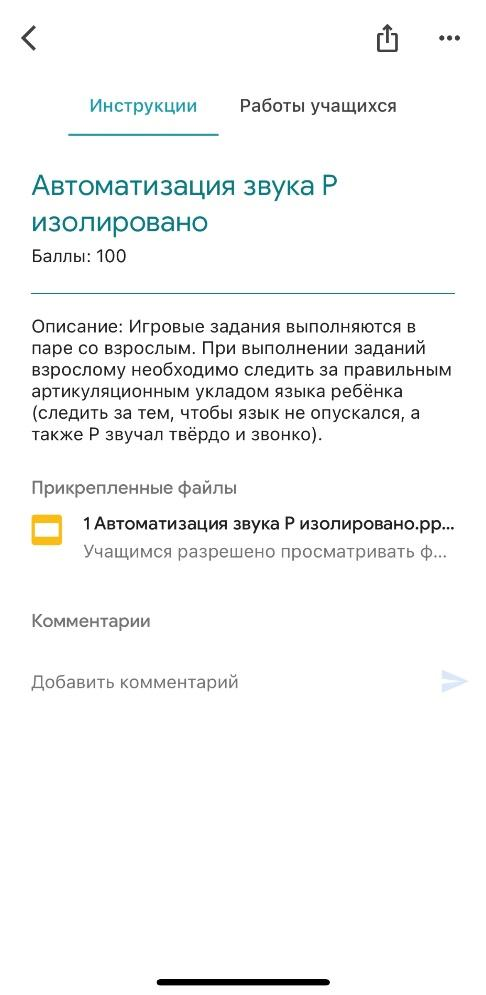 Инструкции Работы учащихся
Автоматизация звука Р
изолировано
Баллы: 100
Описание: Игровые задания выполняются в
паре со взрослым. При выполнении заданий
взрослому необходимо следить за правильным
артикуляционным укладом языка ребёнка
(следить за тем, чтобы язык не опускался, а
также Р звучал твёрдо и звонко).
Прикрепленные файлы
1 Автоматизация звука Р изолировано.pp...
Учащимся разрешено просматривать ф...
Комментарии
Добавить комментарий